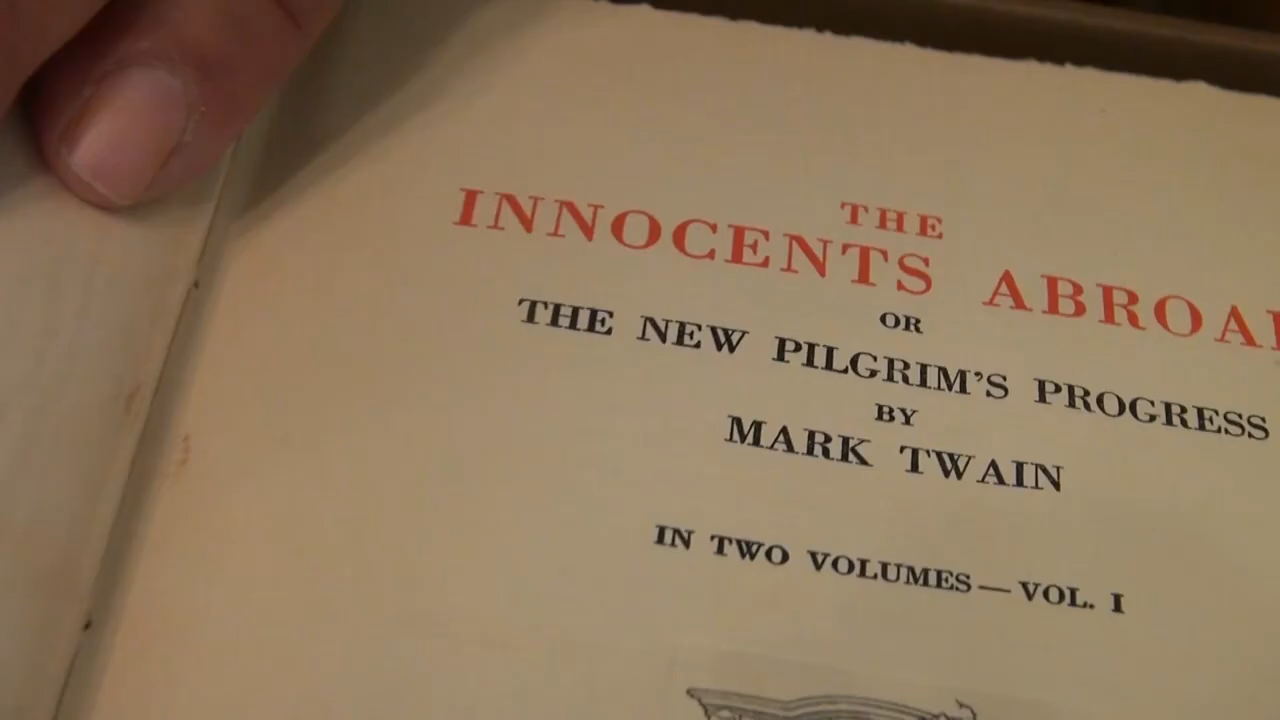 THE
INNOCENTS ABROA
OR
THE NEW PILGRIM'S PROGRESS
BY
MARK TWAIN
IN TWO VOLUMES—VOL. I